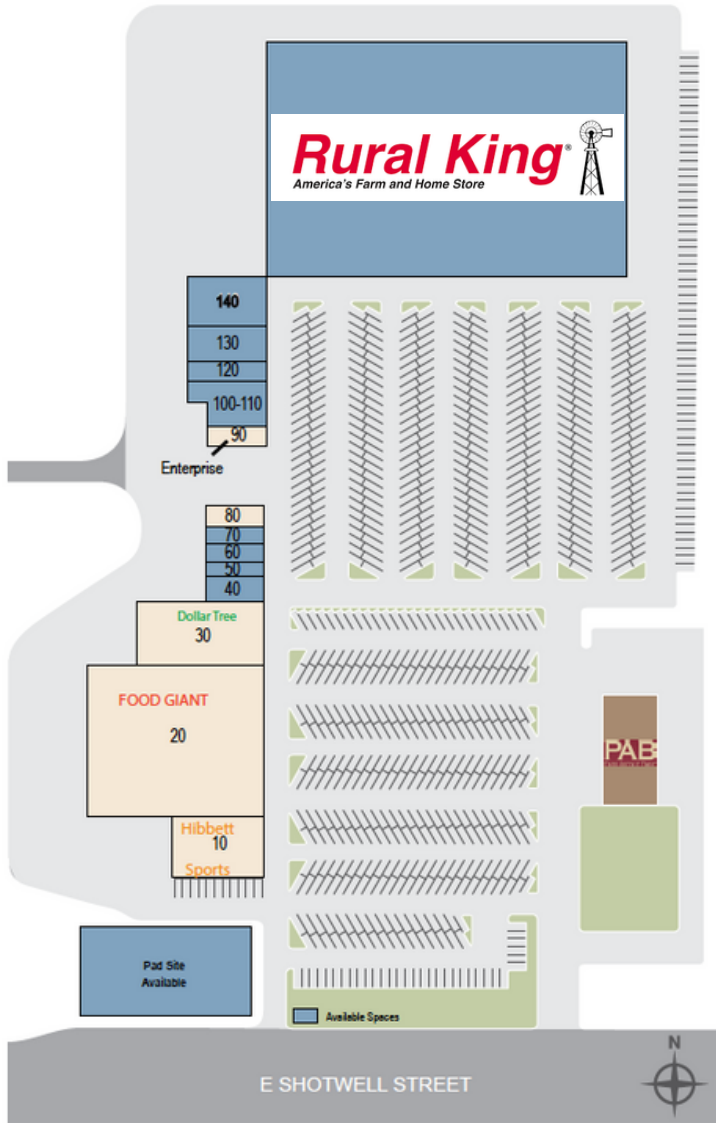 Rural King®
America's Farm and Home Store
140
130
120
100-110
90
Enterprise
80
70
60
50
40
Dollar Tree
30
FOOD GIANT
20
PAB
Hibbett
10
Sports
Pad Site
Available
Available Spaces
N
E SHOTWELL STREET